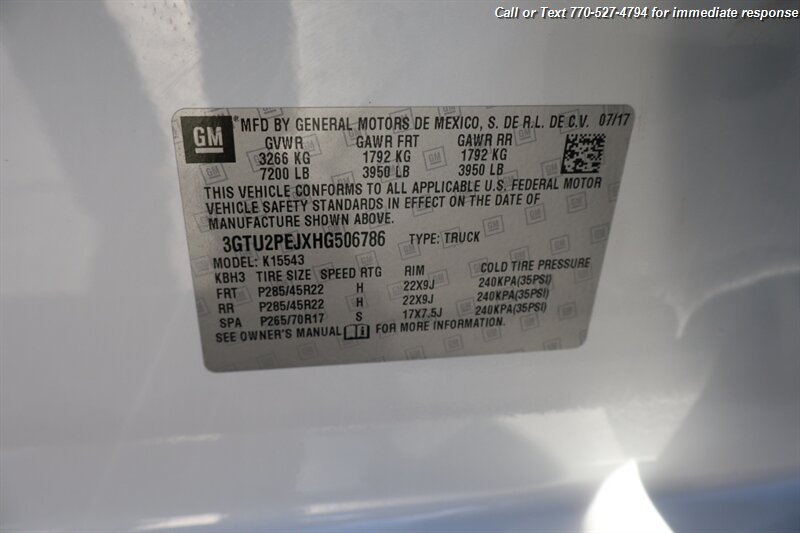 Call or Text 770-527-4794 for immediate response
GM
*MFD BY GENERAL MOTORS DE MEXICO, S. DE R.L. DE C.V. 07/17
GVWR GAWR FRT GAWR RR
3266 KG 1792 KG 1792 KG
7200 LB 3950 LB 3950 LB
THIS VEHICLE CONFORMS TO ALL APPLICABLE U.S. FEDERAL MOTOR
VEHICLE SAFETY STANDARDS IN EFFECT ON THE DATE OF
MANUFACTURE SHOWN ABOVE.
3GTU2PEJXHG506786 TYPE: TRUCK
MODEL: K15543
KBH3 TIRE SIZE SPEED RTG RIM COLD TIRE PRESSURE
FRT P285/45R22 H 22X9J 240KPA(35PSI)
RR P285/45R22 H 22X9J 240KPA(35PSI)
SPA P265/70R17 S 17X7.5J 240KPA(35PSI)
SEE OWNER'S MANUAL FOR MORE INFORMATION.